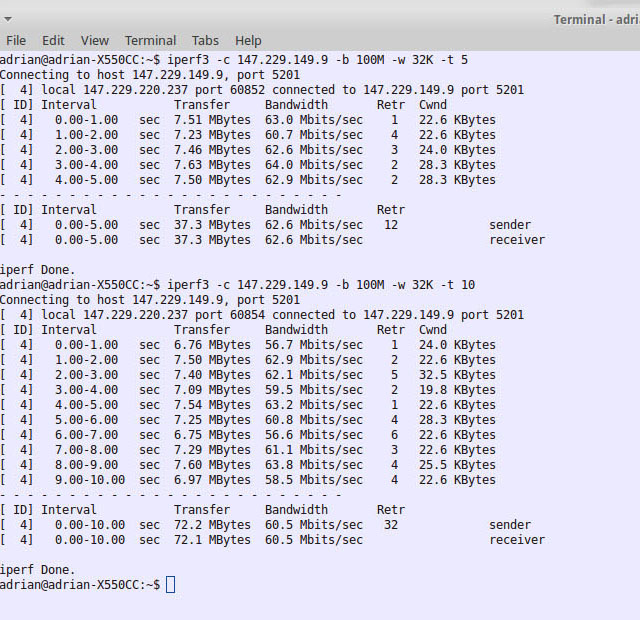 Terminal - adri
File Edit View Terminal Tabs Help
adrian@adrian-X550CC:~$ iperf3 -c 147.229.149.9 -b 100M -w 32K -t 5
Connecting to host 147.229.149.9, port 5201
[  4] local 147.229.220.237 port 60852 connected to 147.229.149.9 port 5201
[ ID] Interval           Transfer     Bandwidth       Retr  Cwnd
[  4]   0.00-1.00   sec  7.51 MBytes  63.0 Mbits/sec    1   22.6 KBytes
[  4]   1.00-2.00   sec  7.23 MBytes  60.7 Mbits/sec    4   22.6 KBytes
[  4]   2.00-3.00   sec  7.46 MBytes  62.6 Mbits/sec    3   24.0 KBytes
[  4]   3.00-4.00   sec  7.63 MBytes  64.0 Mbits/sec    2   28.3 KBytes
[  4]   4.00-5.00   sec  7.50 MBytes  62.9 Mbits/sec    2   28.3 KBytes
- - - - - - - - - - - - - - - - - - - - - - - - -
[ ID] Interval           Transfer     Bandwidth       Retr
[  4]   0.00-5.00   sec  37.3 MBytes  62.6 Mbits/sec   12             sender
[  4]   0.00-5.00   sec  37.3 MBytes  62.6 Mbits/sec                  receiver
iperf Done.
adrian@adrian-X550CC:~$ iperf3 -c 147.229.149.9 -b 100M -w 32K -t 10
Connecting to host 147.229.149.9, port 5201
[  4] local 147.229.220.237 port 60854 connected to 147.229.149.9 port 5201
[ ID] Interval           Transfer     Bandwidth       Retr  Cwnd
[  4]   0.00-1.00   sec  6.76 MBytes  56.7 Mbits/sec    1   24.0 KBytes
[  4]   1.00-2.00   sec  7.50 MBytes  62.9 Mbits/sec    2   22.6 KBytes
[  4]   2.00-3.00   sec  7.40 MBytes  62.1 Mbits/sec    5   32.5 KBytes
[  4]   3.00-4.00   sec  7.09 MBytes  59.5 Mbits/sec    2   19.8 KBytes
[  4]   4.00-5.00   sec  7.54 MBytes  63.2 Mbits/sec    1   22.6 KBytes
[  4]   5.00-6.00   sec  7.25 MBytes  60.8 Mbits/sec    4   28.3 KBytes
[  4]   6.00-7.00   sec  6.75 MBytes  56.6 Mbits/sec    6   22.6 KBytes
[  4]   7.00-8.00   sec  7.29 MBytes  61.1 Mbits/sec    3   22.6 KBytes
[  4]   8.00-9.00   sec  7.60 MBytes  63.8 Mbits/sec    4   25.5 KBytes
[  4]   9.00-10.00  sec  6.97 MBytes  58.5 Mbits/sec    4   22.6 KBytes
- - - - - - - - - - - - - - - - - - - - - - - - -
[ ID] Interval           Transfer     Bandwidth       Retr
[  4]   0.00-10.00  sec  72.2 MBytes  60.5 Mbits/sec   32             sender
[  4]   0.00-10.00  sec  72.1 MBytes  60.5 Mbits/sec                  receiver
iperf Done.
adrian@adrian-X550CC:~$